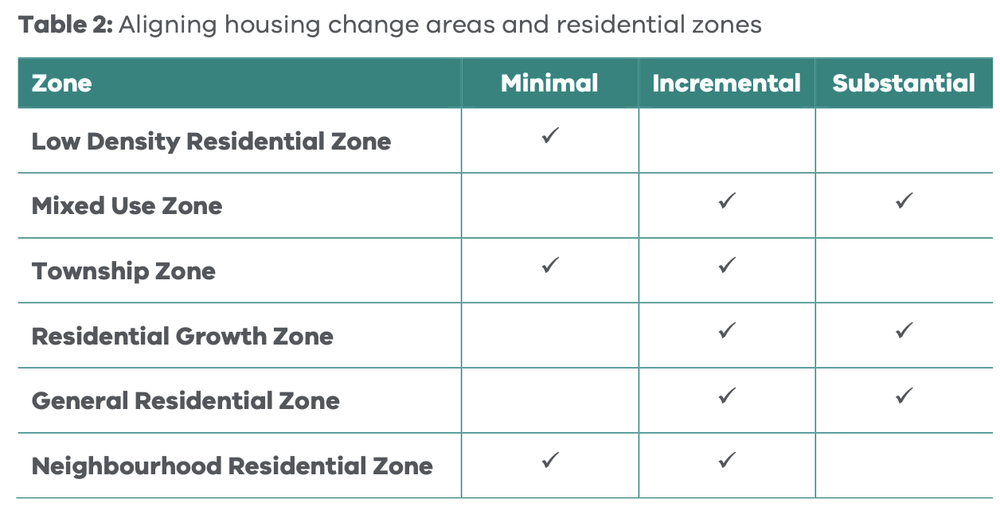 Table 2: Aligning housing change areas and residential zones
Zone Minimal Incremental Substantial
Low Density Residential Zone ✓
Mixed Use Zone ✓ ✓
Township Zone ✓ ✓
Residential Growth Zone ✓ ✓
General Residential Zone ✓ ✓
Neighbourhood Residential Zone ✓ ✓